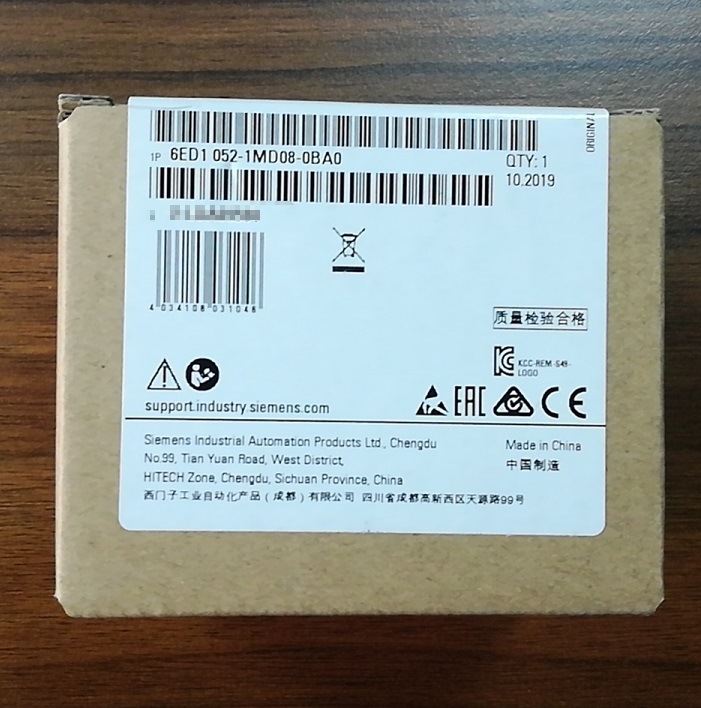 ORIGIN:
1P 6ED1 052-1MD08-0BA0
QTY: 1
10.2019
4 034108 031048
质量检验合格
KCC-REM-S49-
LOGO
support.industry.siemens.com
EAC CE
Siemens Industrial Automation Products Ltd., Chengdu
No.99, Tian Yuan Road, West District,
HITECH Zone, Chengdu, Sichuan Province, China
西门子工业自动化产品（成都）有限公司 四川省成都高新西区天源路99号
Made in China
中国制造